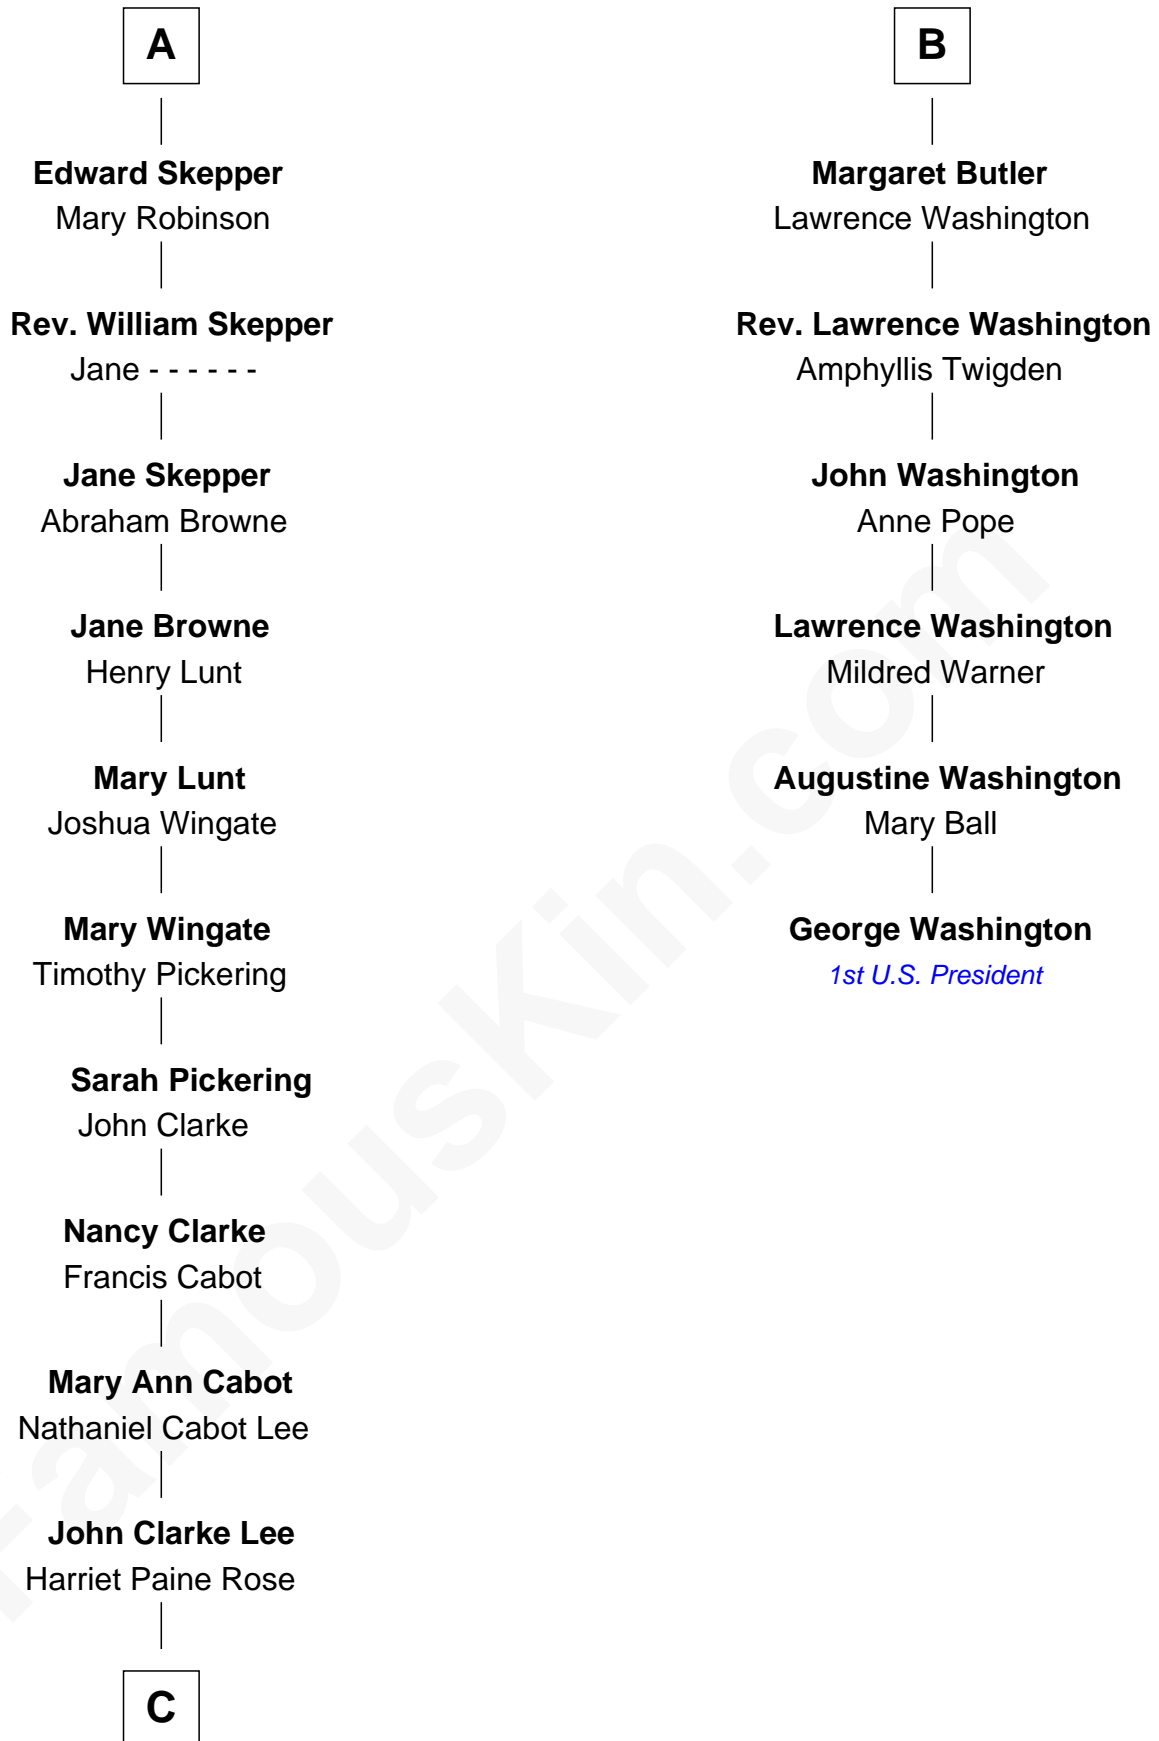 A
Edward Skepper
Mary Robinson
Rev. William Skepper
Jane - - - - - -
Jane Skepper
Abraham Browne
Jane Browne
Henry Lunt
Mary Lunt
Joshua Wingate
Mary Wingate
Timothy Pickering
Sarah Pickering
John Clarke
Nancy Clarke
Francis Cabot
Mary Ann Cabot
Nathaniel Cabot Lee
John Clarke Lee
Harriet Paine Rose
C
B
Margaret Butler
Lawrence Washington
Rev. Lawrence Washington
Amphyllis Twigden
John Washington
Anne Pope
Lawrence Washington
Mildred Warner
Augustine Washington
Mary Ball
George Washington
1st U.S. President
FamousKin.com